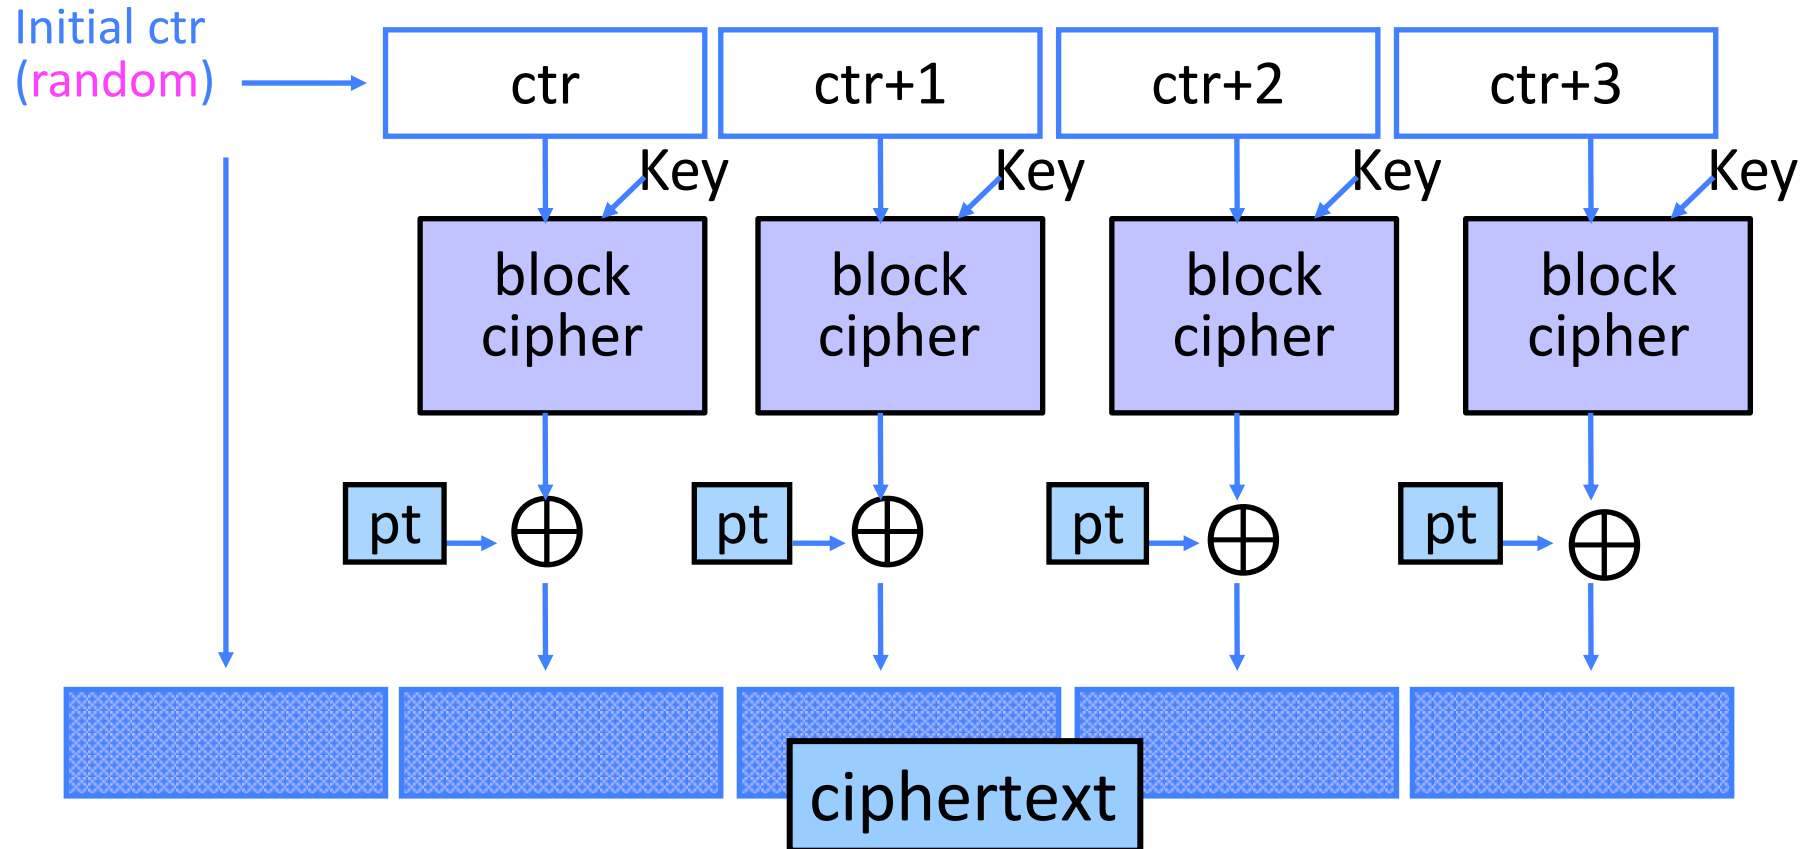 Initial ctr
(random)
ctr
ctr+1
ctr+2
ctr+3
Key
Key
Key
Key
block
cipher
block
cipher
block
cipher
block
cipher
pt
pt
pt
pt
ciphertext